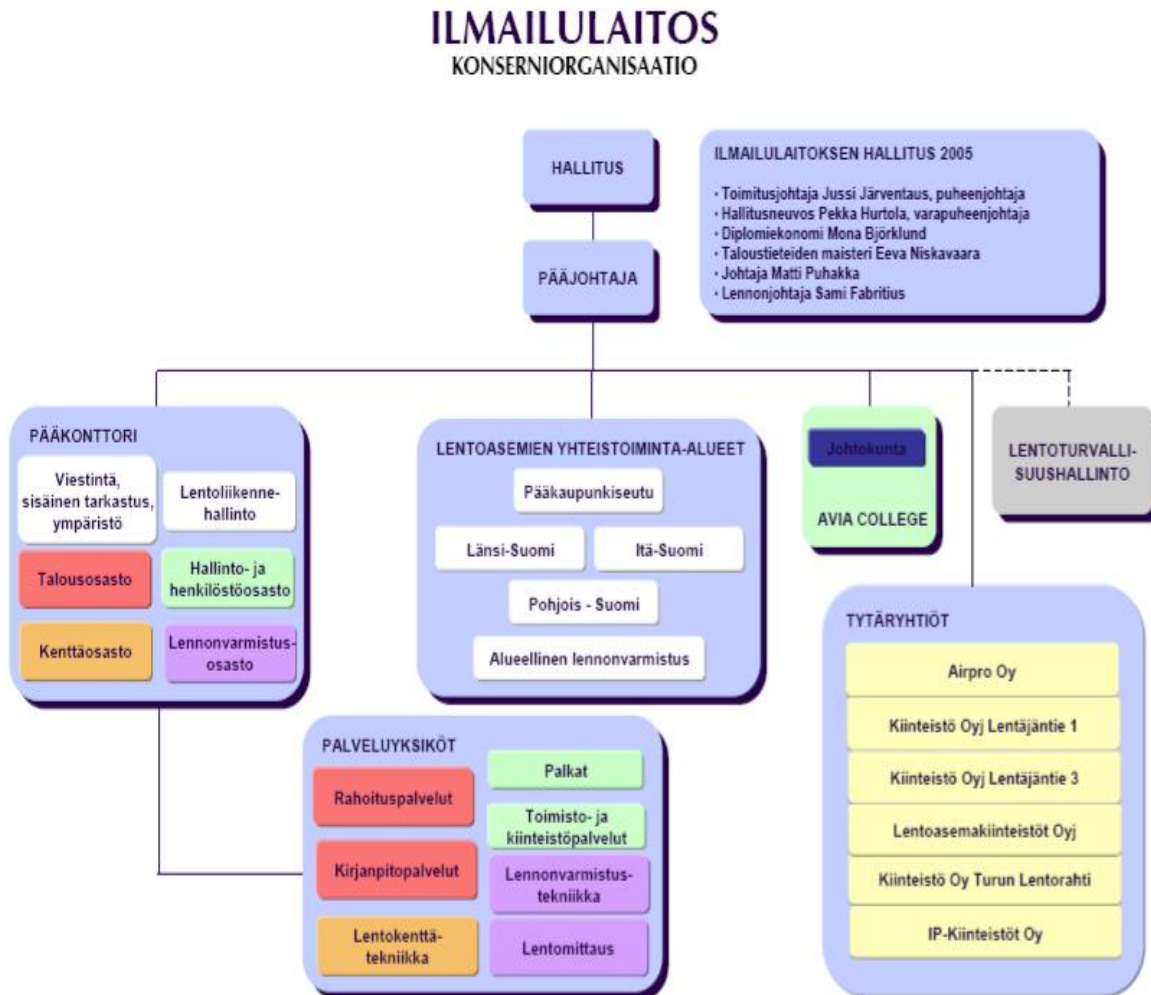 ILMAILULAITOS
KONSERNIORGANISAATIO
HALLITUS
PÄÄJOHTAJA
ILMAILULAITOKSEN HALLITUS 2005
· Toimitusjohtaja Jussi Järventaus, puheenjohtaja
· Hallitusneuvos Pekka Hurtola, varapuheenjohtaja
· Diplomiekonomi Mona Björklund
· Taloustieteiden maisteri Eeva Niskavaara
· Johtaja Matti Puhakka
· Lennonjohtaja Sami Fabritius
PÄÄKONTTORI
Viestintä,
sisäinen tarkastus,
ympäristö
Lentoliikenne-
hallinto
Talousosasto
Hallinto- ja
henkilöstöosasto
Kenttäosasto
Lennonvarmistus-
osasto
LENTOASEMIEN YHTEISTOIMINTA-ALUEET
Pääkaupunkiseutu
Länsi-Suomi
Itä-Suomi
Pohjois - Suomi
Alueellinen lennonvarmistus
Johtokunta
AVIA COLLEGE
LENTOTURVALLI-
SUUSHALLINTO
PALVELUYKSIKÖT
Rahoituspalvelut
Palkat
Toimisto- ja
kiinteistöpalvelut
Kirjanpitopalvelut
Lennonvarmistus-
tekniikka
Lentokenttä-
tekniikka
Lentomittaus
TYTÄRYHTIÖT
Airpro Oy
Kiinteistö Oyj Lentäjäntie 1
Kiinteistö Oyj Lentäjäntie 3
Lentoasemakiinteistöt Oyj
Kiinteistö Oy Turun Lentorahti
IP-Kiinteistöt Oy